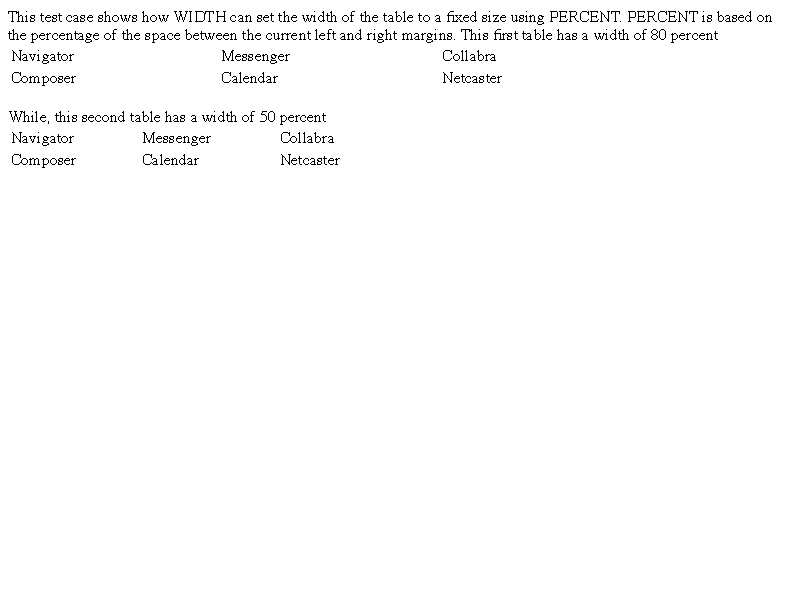 This test case shows how WIDTH can set the width of the table to a fixed size using PERCENT. PERCENT is based on
the percentage of the space between the current left and right margins. This first table has a width of 80 percent
Navigator Messenger Collabra
Composer Calendar Netcaster
While, this second table has a width of 50 percent
Navigator Messenger Collabra
Composer Calendar Netcaster